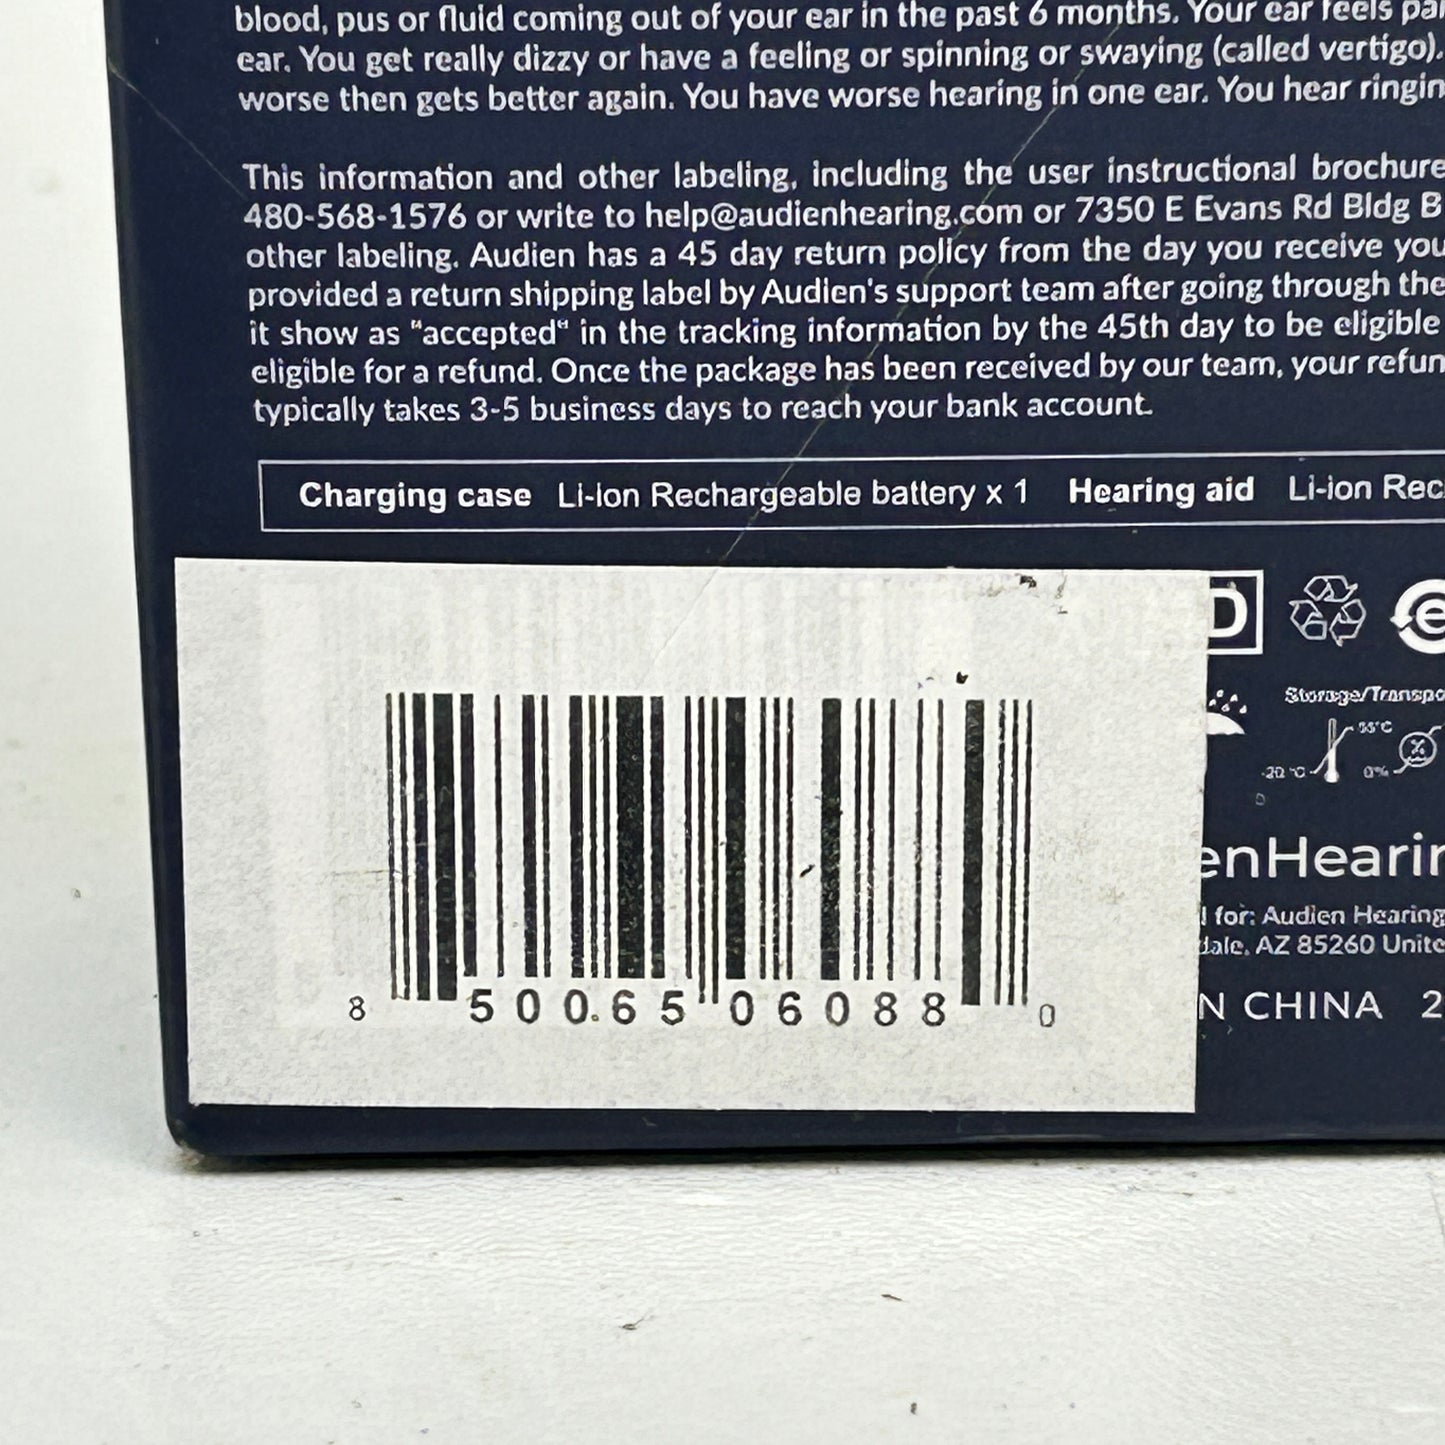 blood, pus or fluid coming out of your ear in the past 6 months. Your ear feels
ear. You get really dizzy or have a feeling or spinning or swaying (called vertigo).
worse then gets better again. You have worse hearing in one ear. You hear
This information and other labeling, including the user instructional brochure
480-568-1576 or write to help@audienhearing.com or 7350 E Evans Rd Bldg B
other labeling. Audien has a 45 day return policy from the day you receive
provided a return shipping label by Audien's support team after going through the
it show as "accepted" in the tracking information by the 45th day to be eligible
eligible for a refund. Once the package has been received by our team, your
typically takes 3-5 business days to reach your bank account.
Charging case Li-Ion Rechargeable battery x 1 Hearing aid Li-ion
D
Storage/
55°C
-20 °C 0%
enHearin
for: Audien Hearing
dale, AZ 85260
N CHINA 2
8 50065 06088 0